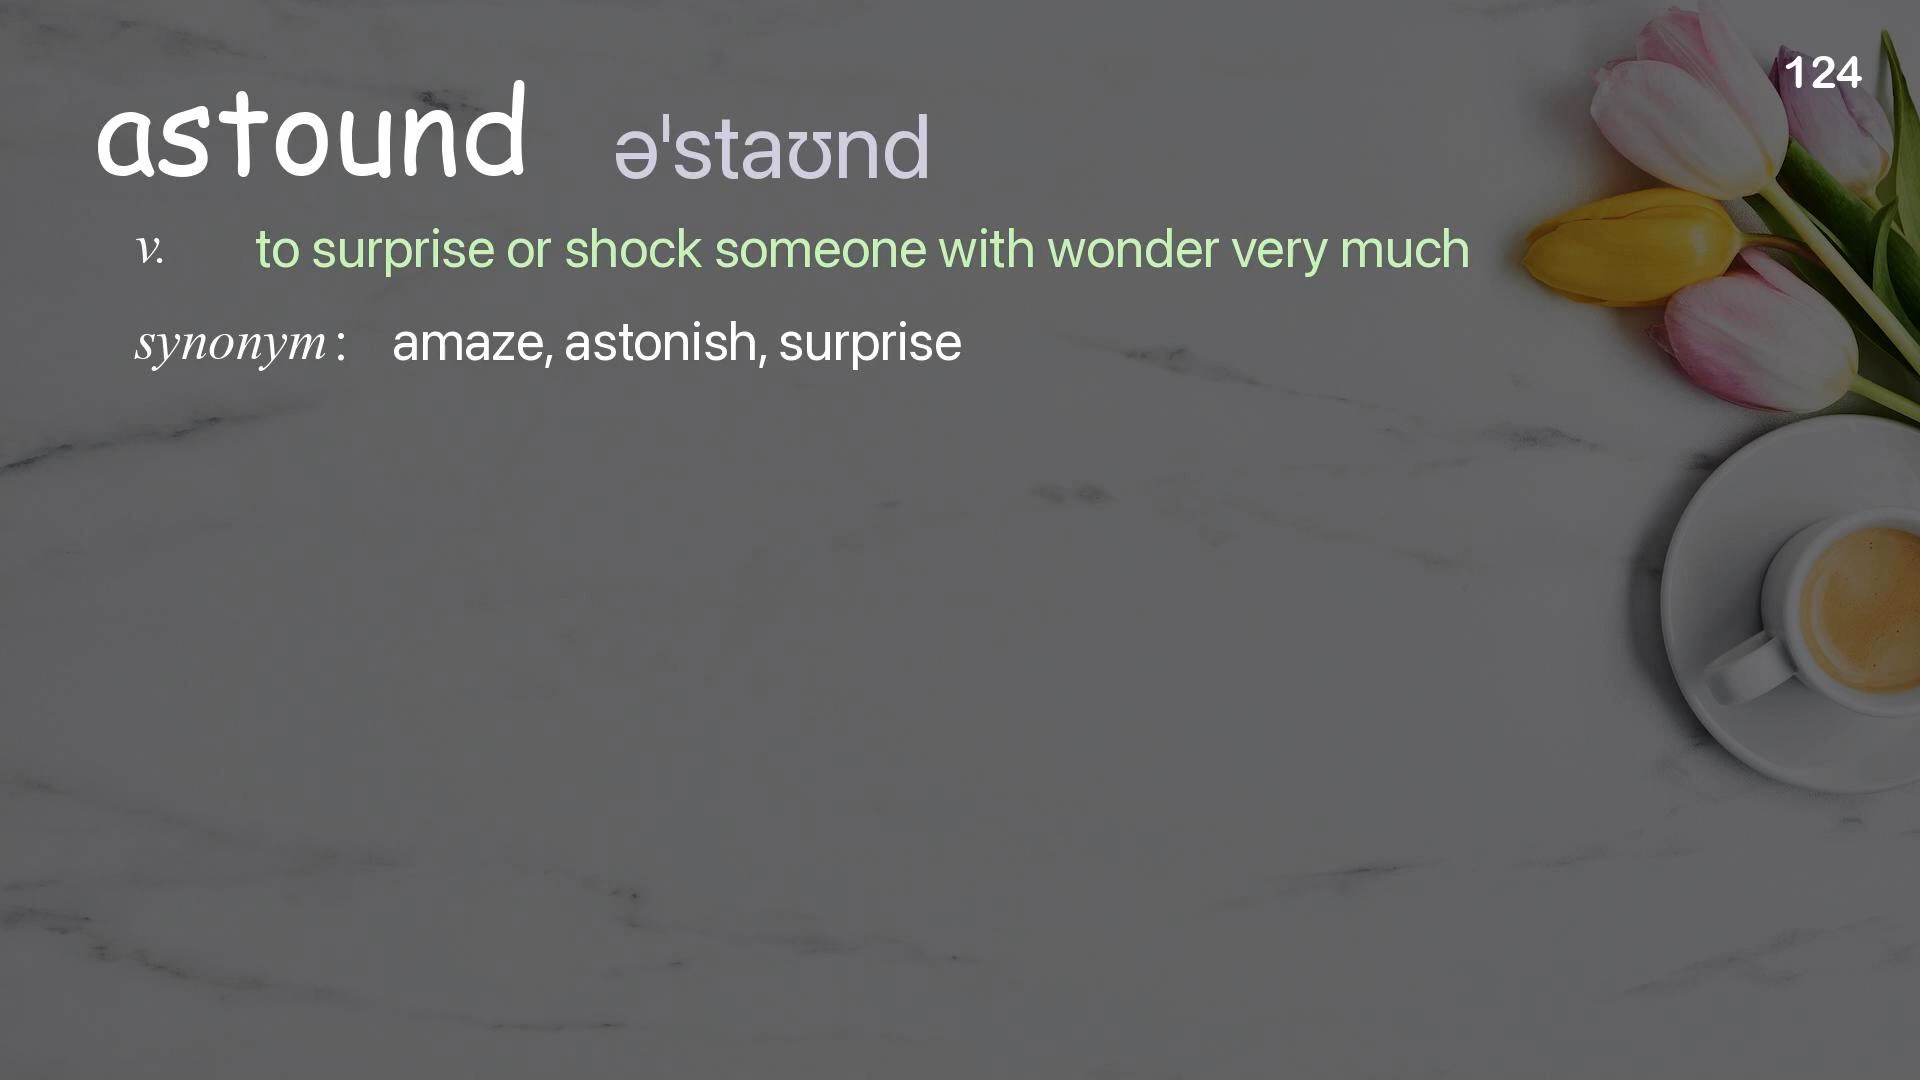 124
astound əˈstaʊnd
v. to surprise or shock someone with wonder very much
synonym : amaze, astonish, surprise